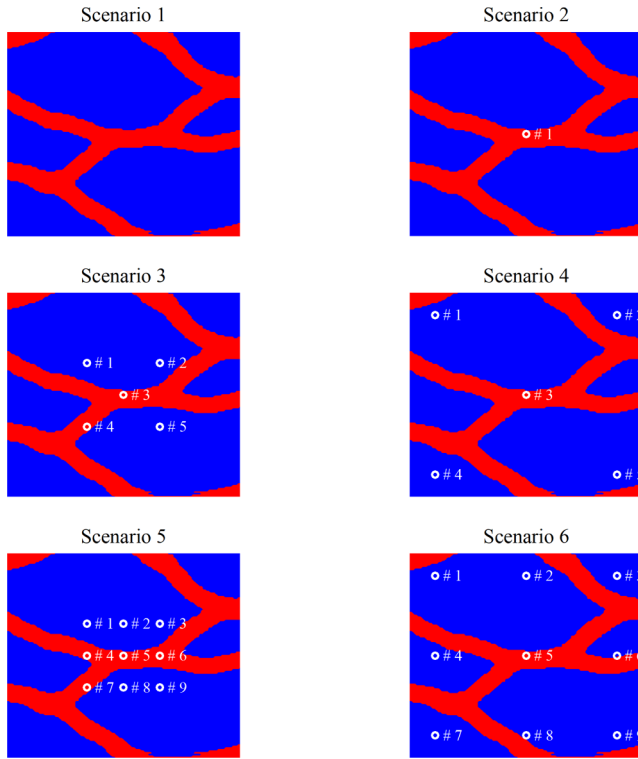 Scenario 1
Scenario 2
# 1
Scenario 3
# 1 # 2
# 3
# 4 # 5
Scenario 4
# 1 #
# 3
# 4 #
Scenario 5
# 1 # 2 # 3
# 4 # 5 # 6
# 7 # 8 # 9
Scenario 6
# 1 # 2 #
# 4 # 5 #
# 7 # 8 #